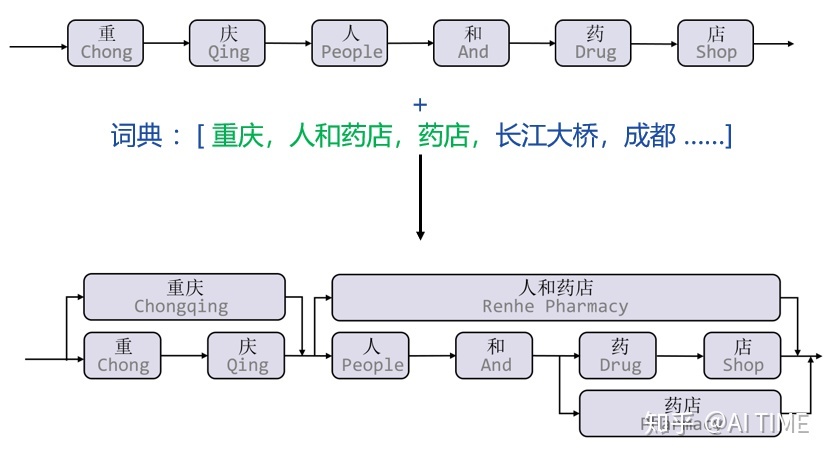 重 庆 人 和 药 店
Chong Qing People And Drug Shop
+
词典：[ 重庆，人和药店，药店，长江大桥，成都 ......]
重庆 人和药店
Chongqing Renhe Pharmacy
重 庆 人 和 药 店
Chong Qing People And Drug Shop
药店
Pharmacy
知乎 @AI TIME